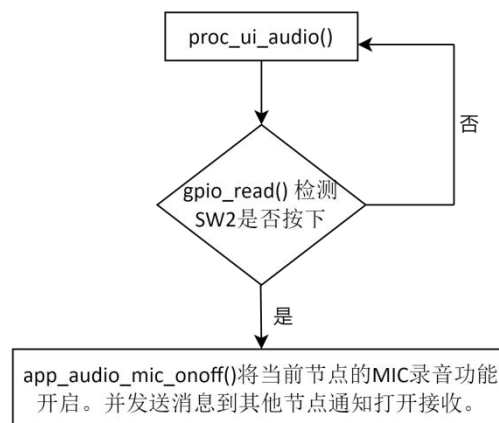 proc_ui_audio()
否
gpio_read() 检测
SW2是否按下
是
app_audio_mic_onoff()将当前节点的MIC录音功能
开启。并发送消息到其他节点通知打开接收。